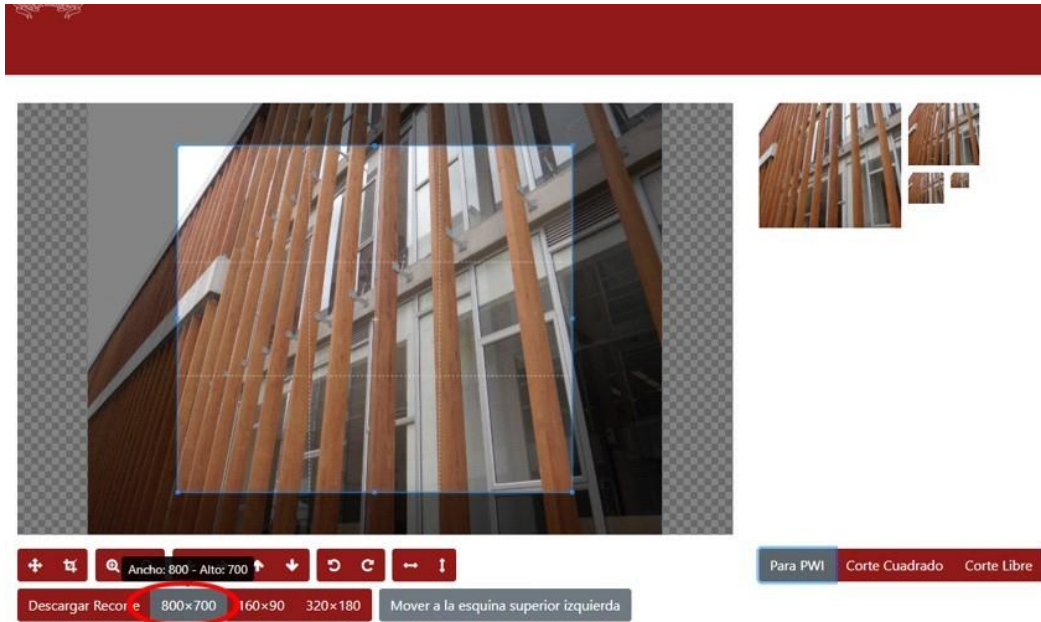 Ancho: 800 - Alto: 700
Para PWI Corte Cuadrado Corte Libre
Descargar Recorte 800×700 160×90 320×180 Mover a la esquina superior izquierda